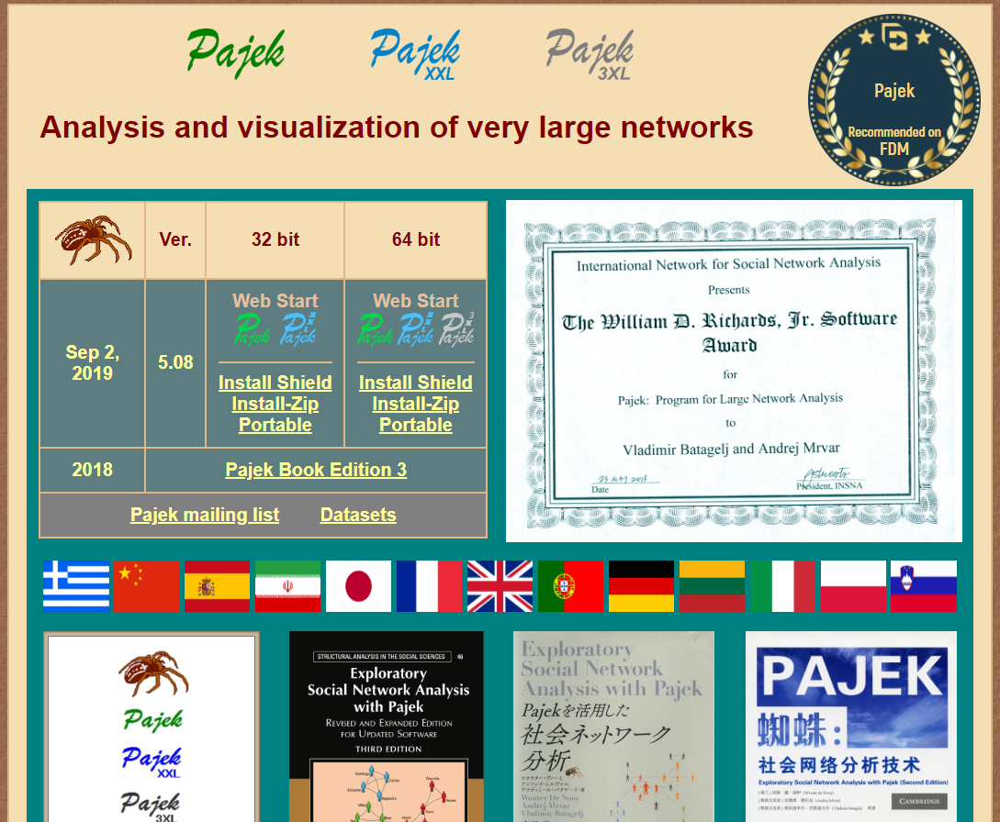 Pajek
Pajek
XXL
Pajek
3XL
Analysis and visualization of very large networks
Pajek
Recommended on
FDM
Ver.
32 bit
64 bit
Sep 2,
2019
5.08
Web Start
Pajek Pajek XXL
Install Shield
Install-Zip
Portable
Web Start
Pajek Pajek XXL Pajek 3XL
Install Shield
Install-Zip
Portable
2018
Pajek Book Edition 3
Pajek mailing list
Datasets
International Network for Social Network Analysis
Presents
The William D. Richards, Jr. Software
Award
for
Pajek: Program for Large Network Analysis
to
Vladimir Batagelj and Andrej Mrvar
23 MAY 2013
Date
President, INSNA
Pajek
Pajek
XXL
Pajek
3XL
STRUCTURAL ANALYSIS IN THE SOCIAL SCIENCES 46
Exploratory
Social Network Analysis
with Pajek
REVISED AND EXPANDED EDITION
FOR UPDATED SOFTWARE
THIRD EDITION
Exploratory
Social Network
Analysis with Pajek
Pajekを活用した
社会ネットワーク
分析
Wouter De Nooy
Andrej Mrvar
Vladimir Batagelj
PAJEK
蜘蛛:
社会网络分析技术
Exploratory Social Network Analysis with Pajek (Second Edition)
CAMBRIDGE